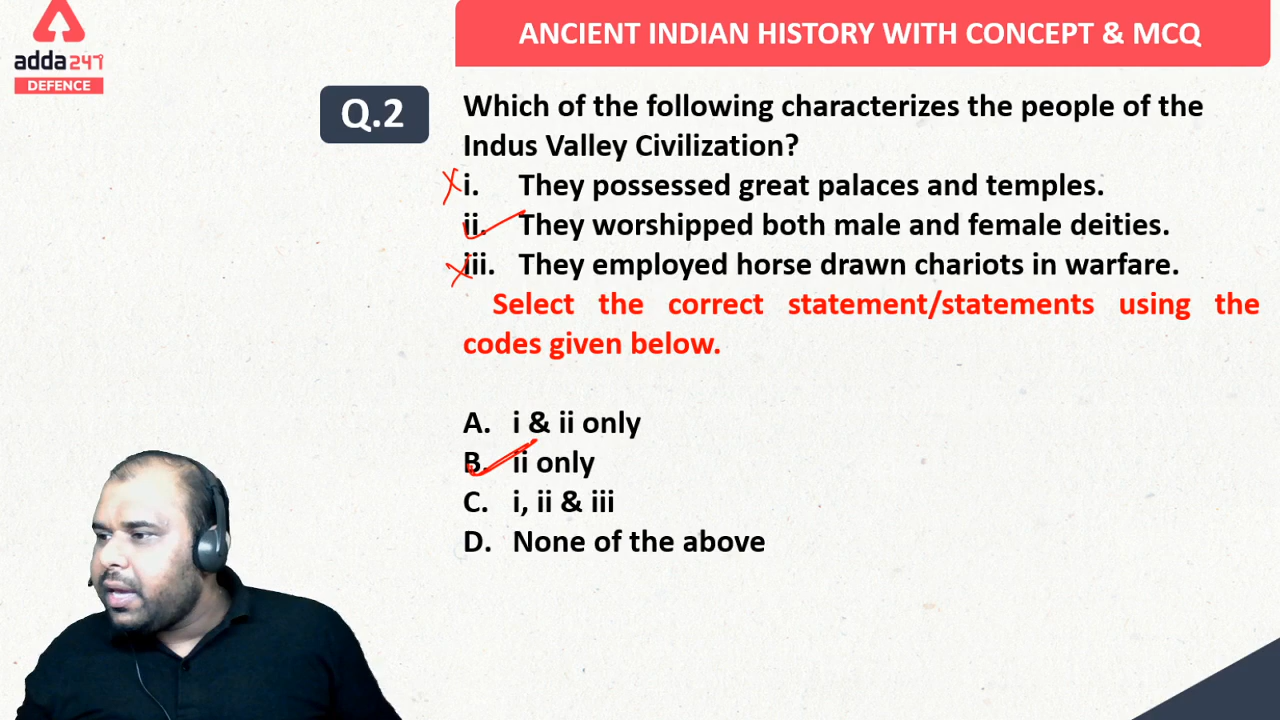 adda247
DEFENCE
ANCIENT INDIAN HISTORY WITH CONCEPT & MCQ
Q.2
Which of the following characterizes the people of the
Indus Valley Civilization?
i. They possessed great palaces and temples.
ii. They worshipped both male and female deities.
iii. They employed horse drawn chariots in warfare.
Select the correct statement/statements using the
codes given below.
A. i & ii only
B. ii only
C. i, ii & iii
D. None of the above